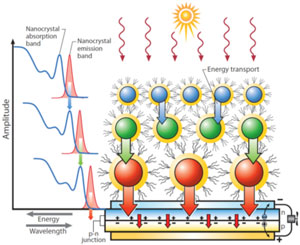 Nanocrystal
absorption
band
Nanocrystal
emission
band
Energy transport
Amplitude
Energy
Wavelength
p-n
junction
n
p